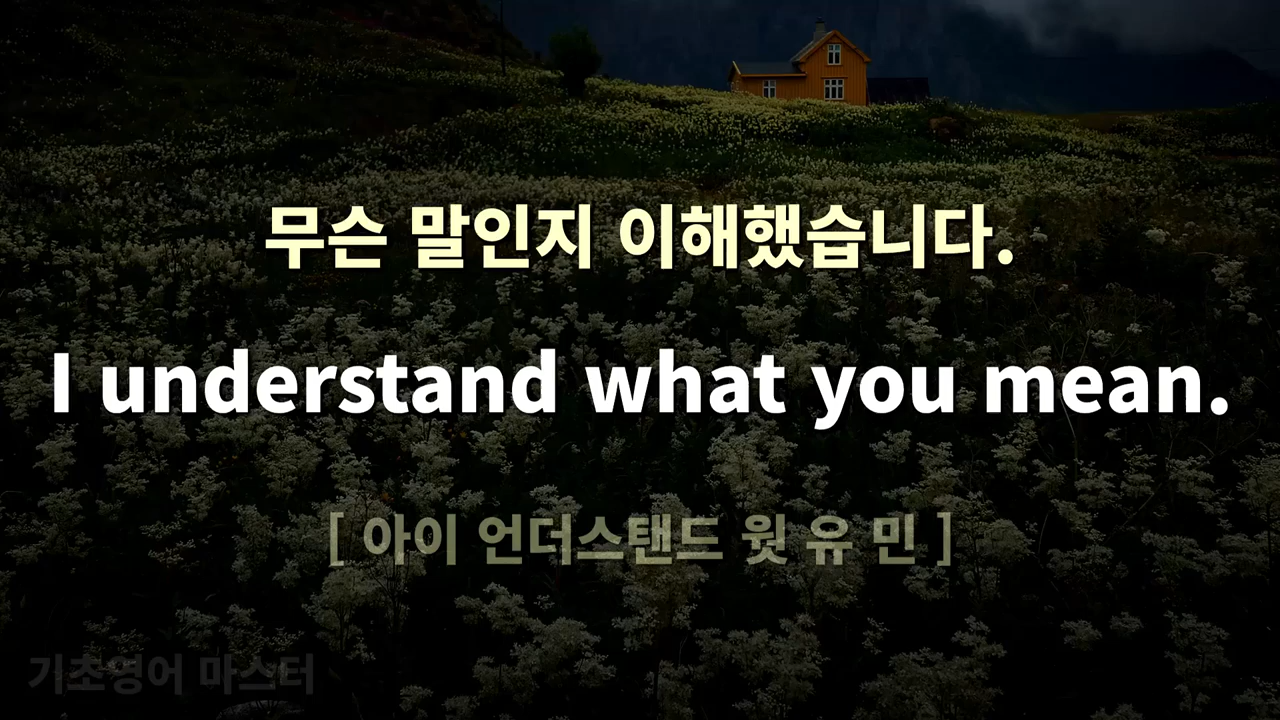 무슨 말인지 이해했습니다.
I understand what you mean.
[ 아이 언더스탠드 윗 유 민 ]
기초영어 마스터